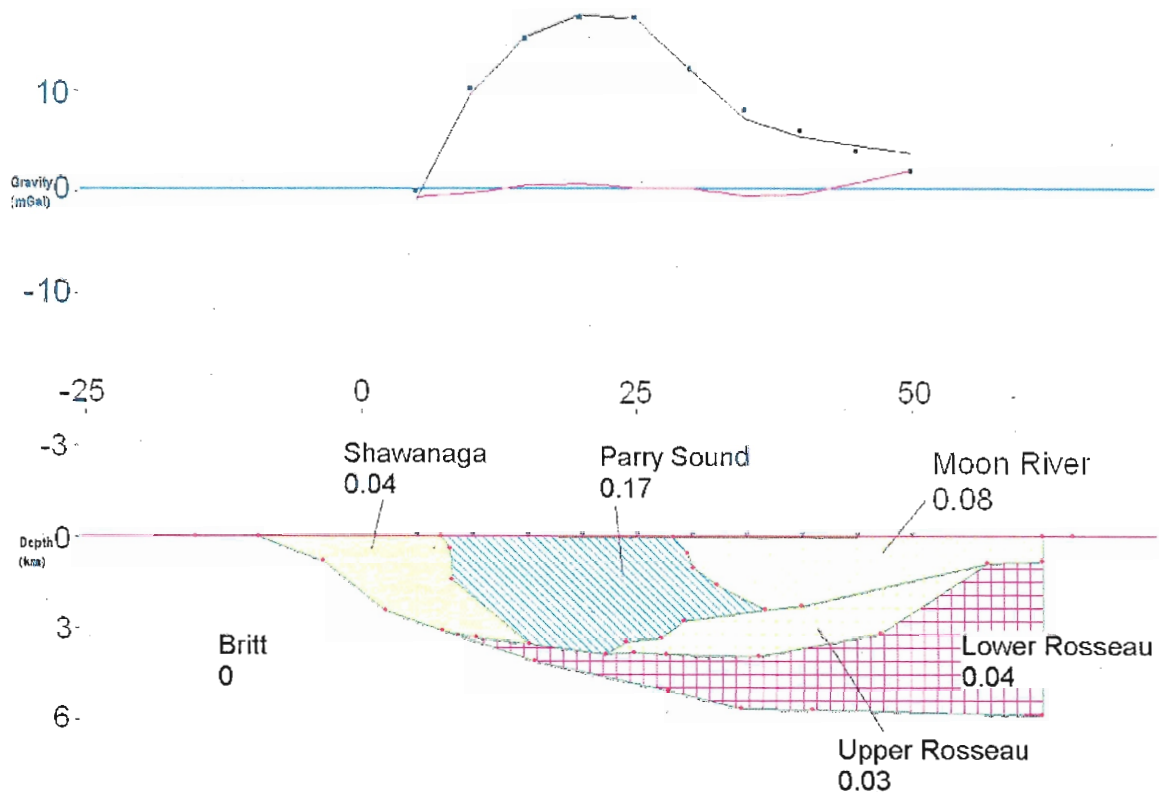 10
Gravity 0
(mGal)
-10
-25 0 25 50
-3
Shawanaga
0.04
Parry Sound
0.17
Moon River
0.08
Depth 0
(km)
3
Britt
0
Lower Rosseau
0.04
6
Upper Rosseau
0.03